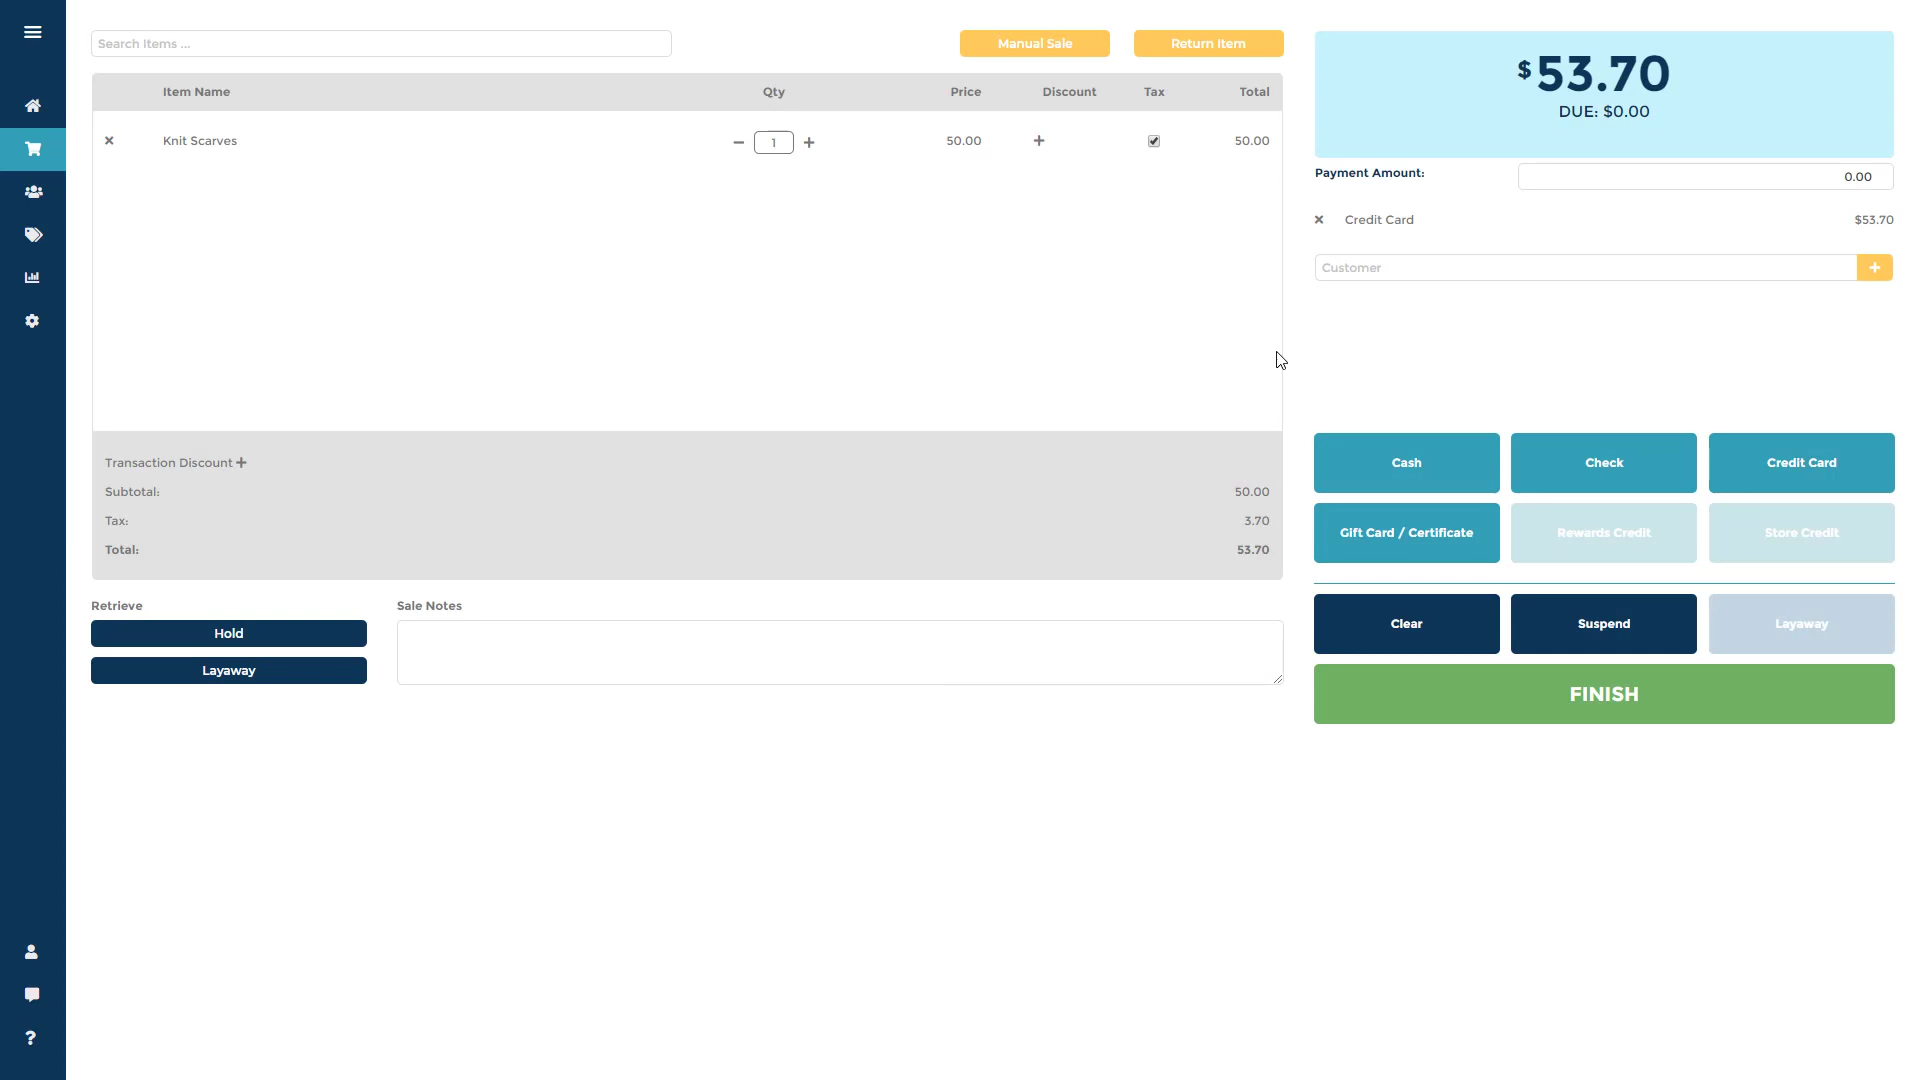 Search Items ...
Manual Sale
Return Item
Item Name Qty Price Discount Tax Total
Knit Scarves 1 50.00 50.00
Transaction Discount
Subtotal: 50.00
Tax: 3.70
Total: 53.70
Retrieve
Hold
Layaway
Sale Notes
$53.70
DUE: $0.00
Payment Amount: 0.00
Credit Card $53.70
Customer
Cash Check Credit Card
Gift Card / Certificate Rewards Credit Store Credit
Clear Suspend Layaway
FINISH